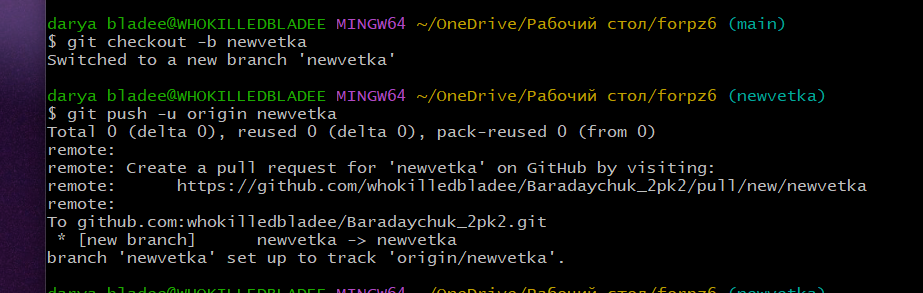 darya bladee@WHOKILLEDBLADEE MINGW64 ~/OneDrive/Рабочий стол/forpz6 (main)
$ git checkout -b newvetka
Switched to a new branch 'newvetka'
darya bladee@WHOKILLEDBLADEE MINGW64 ~/OneDrive/Рабочий стол/forpz6 (newvetka)
$ git push -u origin newvetka
Total 0 (delta 0), reused 0 (delta 0), pack-reused 0 (from 0)
remote:
remote: Create a pull request for 'newvetka' on GitHub by visiting:
remote:      https://github.com/whokilledbladee/Baradaychuk_2pk2/pull/new/newvetka
remote:
To github.com:whokilledbladee/Baradaychuk_2pk2.git
 * [new branch]      newvetka -> newvetka
branch 'newvetka' set up to track 'origin/newvetka'.
darya bladee@WHOKILLEDBLADEE MINGW64 ~/OneDrive/Рабочий стол/forpz6 (newvetka)